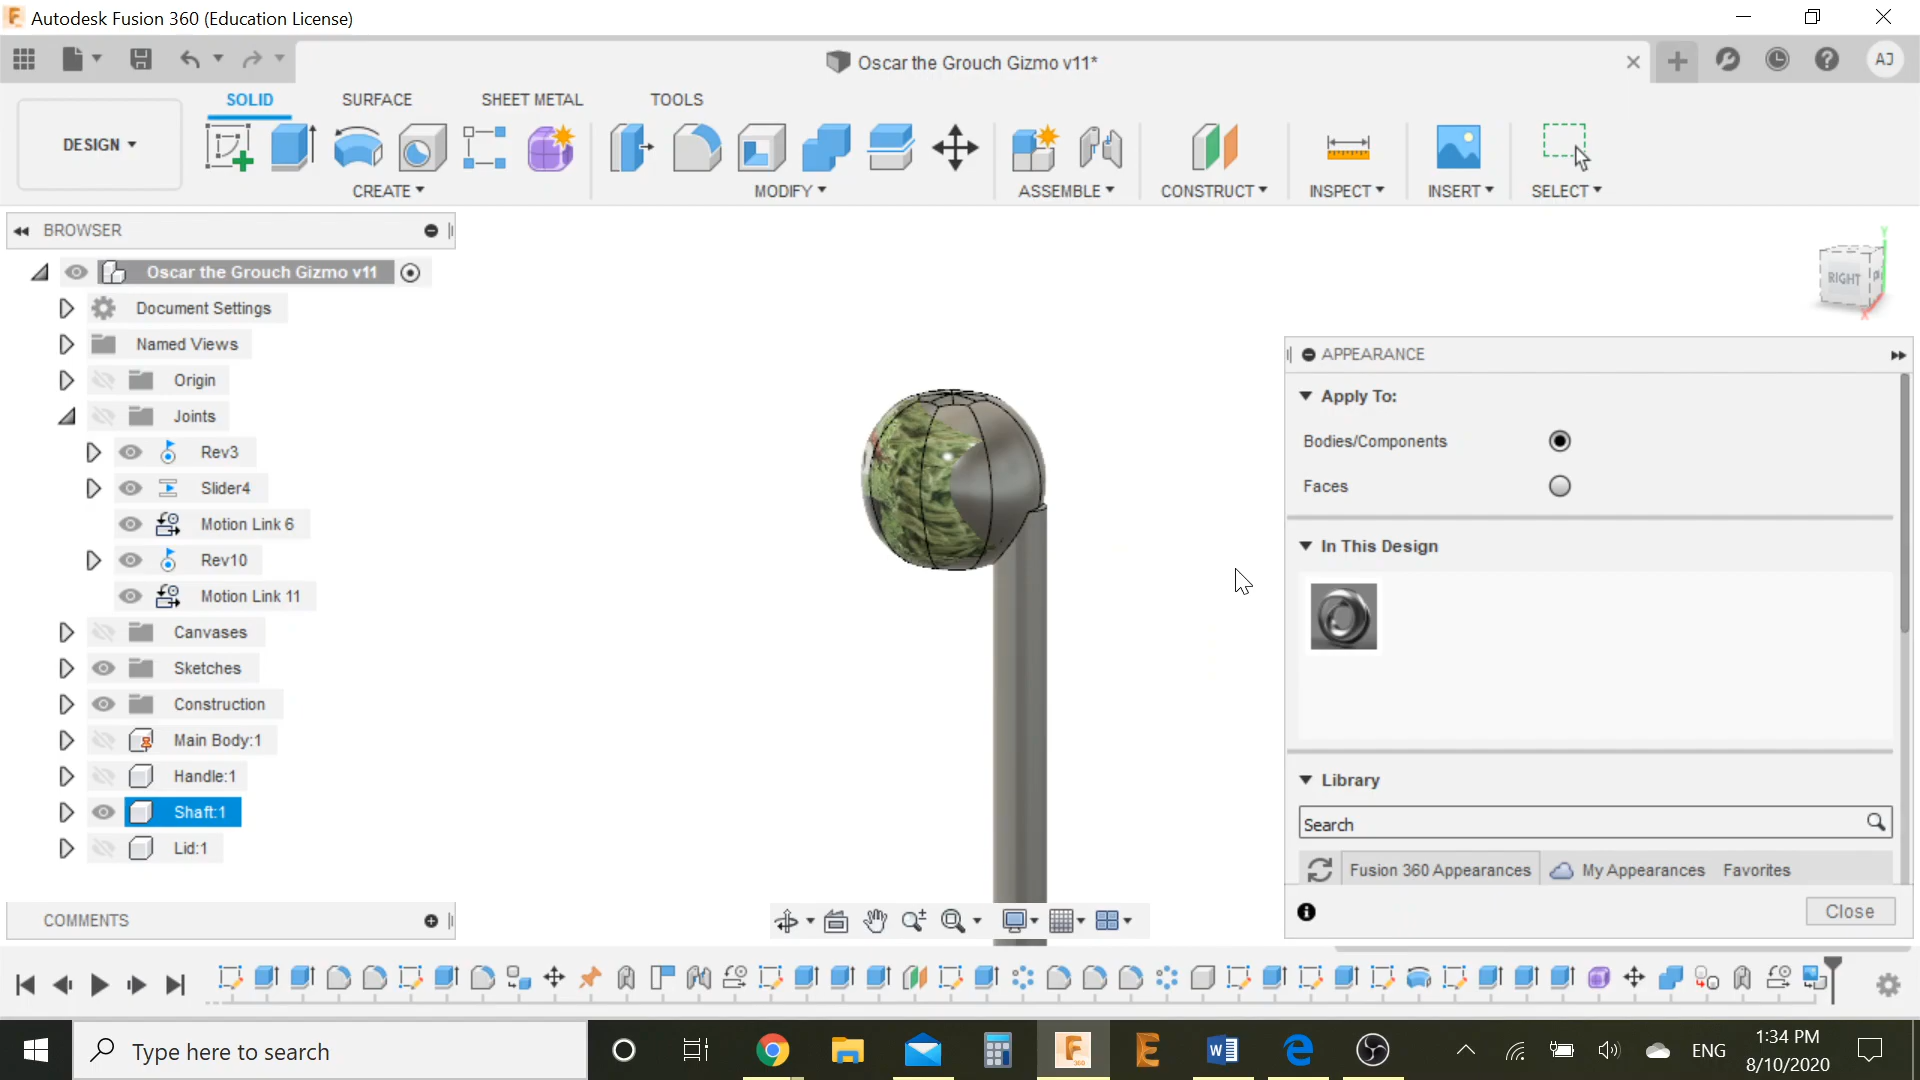 Autodesk Fusion 360 (Education License)
Oscar the Grouch Gizmo v11*
AJ
SOLID SURFACE SHEET METAL TOOLS
DESIGN
CREATE MODIFY ASSEMBLE CONSTRUCT INSPECT INSERT SELECT
BROWSER
Oscar the Grouch Gizmo v11
Document Settings
Named Views
Origin
Joints
Rev3
Slider4
Motion Link 6
Rev10
Motion Link 11
Canvases
Sketches
Construction
Main Body:1
Handle:1
Shaft:1
Lid:1
COMMENTS
RIGHT
Y
X
APPEARANCE
Apply To:
Bodies/Components
Faces
In This Design
Library
Search
Fusion 360 Appearances My Appearances Favorites
Close
Type here to search
ENG
1:34 PM
8/10/2020